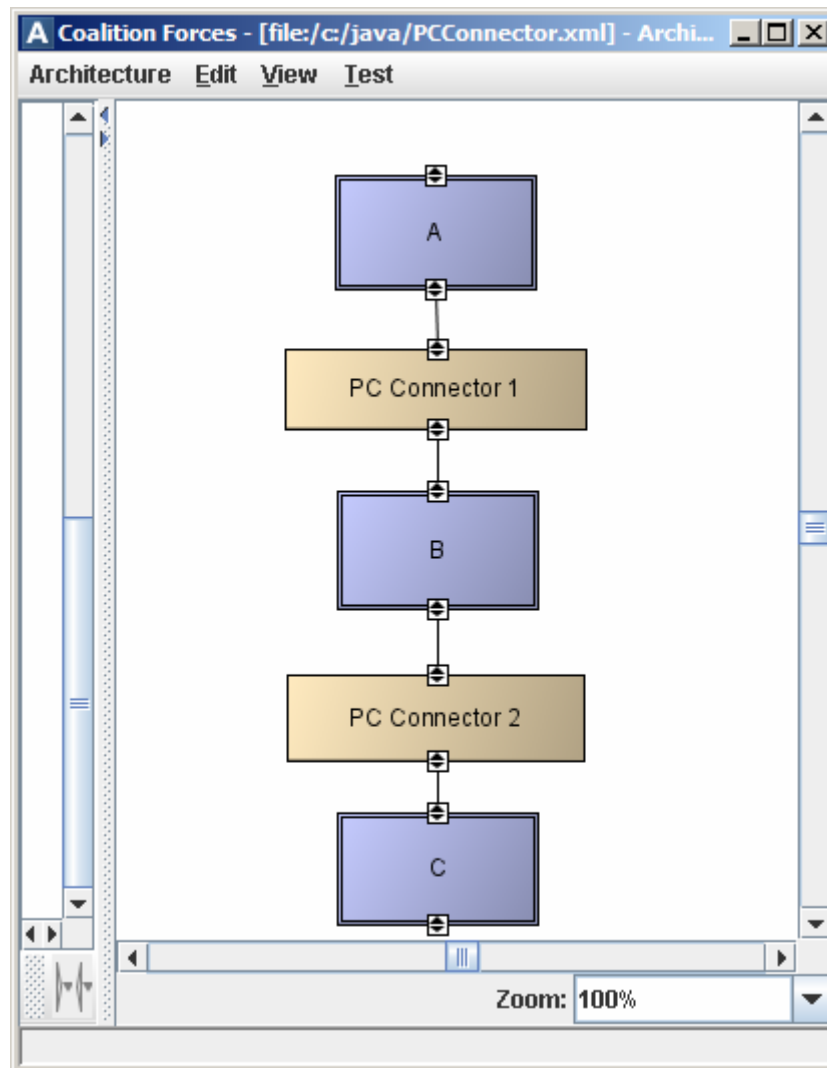 A Coalition Forces - [file:/c:/java/PCConnector.xml] - Archi...
Architecture Edit View Test
A
PC Connector 1
B
PC Connector 2
C
Zoom: 100%